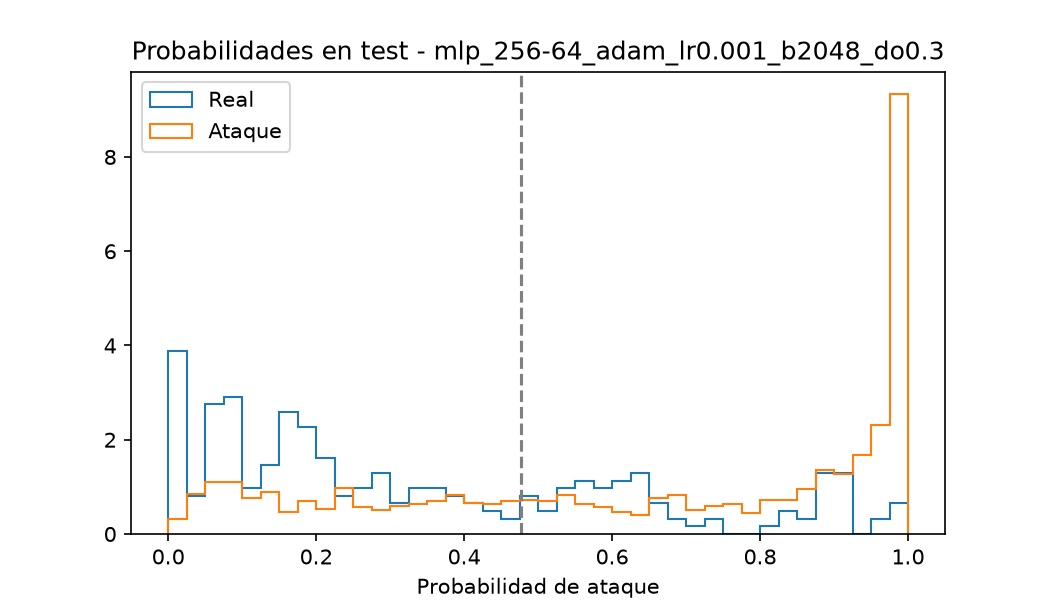 Probabilidades en test - mlp_256-64_adam_lr0.001_b2048_do0.3
Real
Ataque
8
6
4
2
0
0.0 0.2 0.4 0.6 0.8 1.0
Probabilidad de ataque